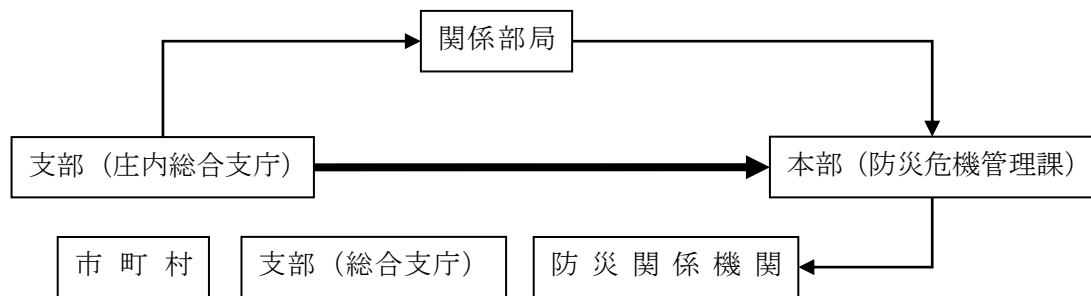 関係部局
支部（庄内総合支庁）
本部（防災危機管理課）
市町村
支部（総合支庁）
防災関係機関